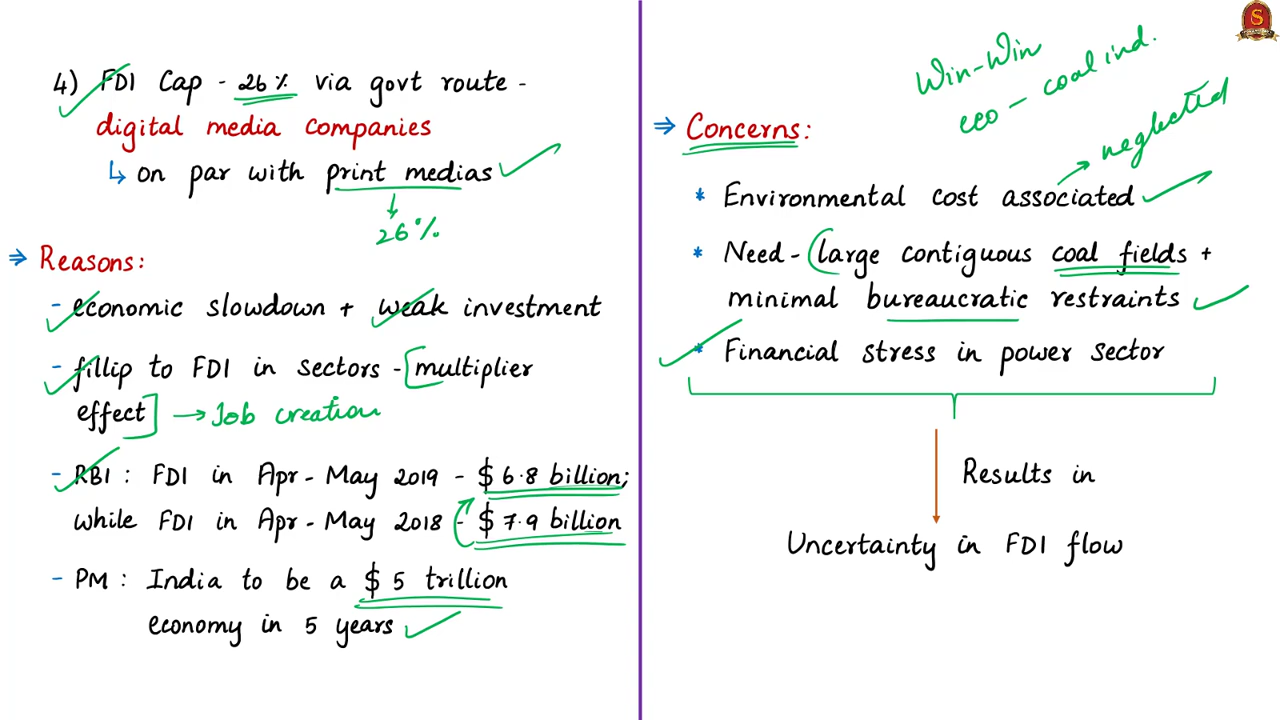 4) FDI Cap - 26% via govt route -
digital media companies
↳ on par with print medias
26%
⇒ Reasons:
- economic slowdown + weak investment
- fillip to FDI in sectors - [multiplier
effect] → Job creation
- RBI : FDI in Apr - May 2019 - $ 6.8 billion;
while FDI in Apr - May 2018 - $ 7.9 billion
- PM : India to be a $ 5 trillion
economy in 5 years
Win-Win
eco - coal ind.
neglected
⇒ Concerns:
* Environmental cost associated
* Need - (large contiguous coal fields +
minimal bureaucratic restraints
* Financial stress in power sector
Results in
Uncertainty in FDI flow
S